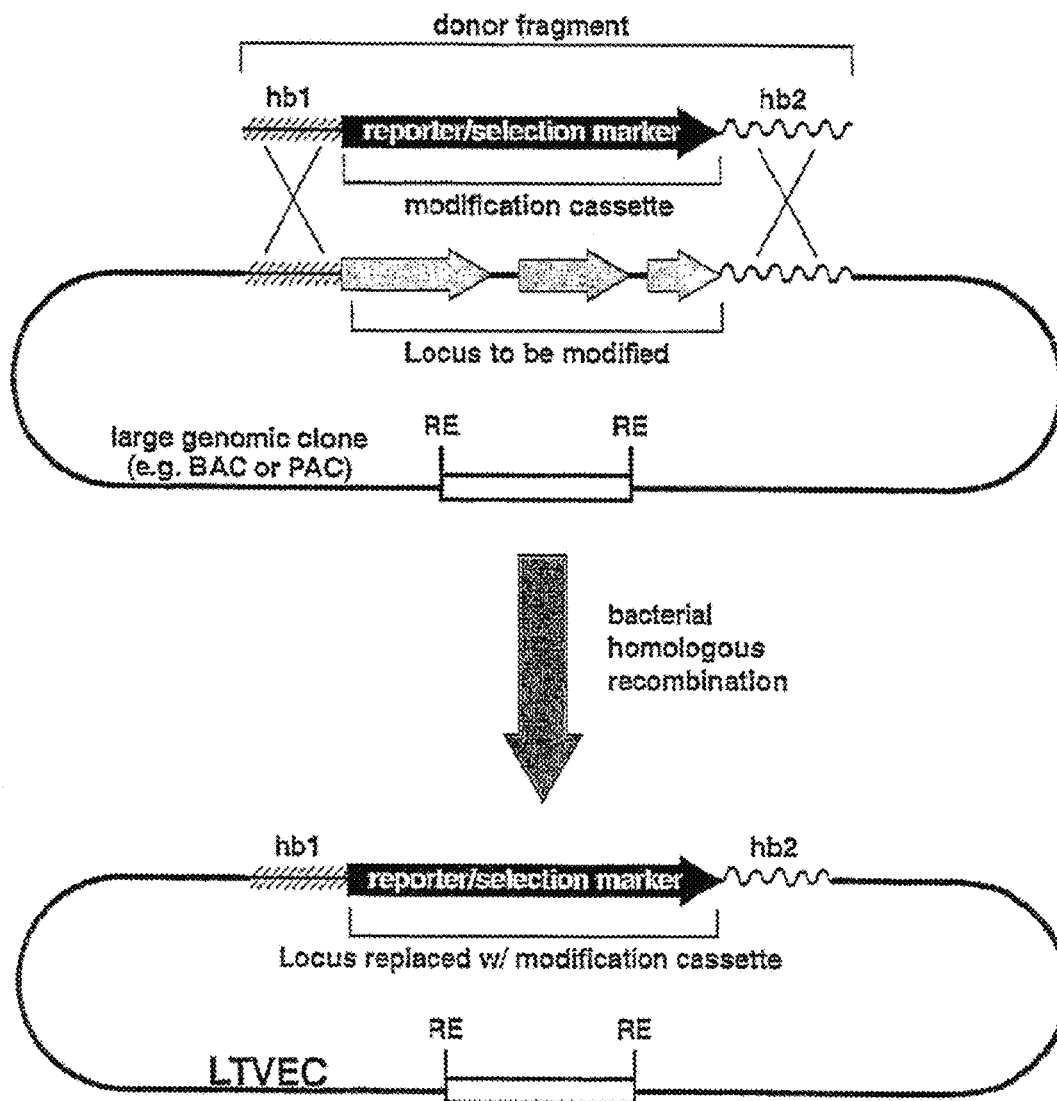 donor fragment
hb1
hb2
reporter/selection marker
modification cassette
Locus to be modified
large genomic clone
(e.g. BAC or PAC)
RE
RE
bacterial
homologous
recombination
hb1
hb2
reporter/selection marker
Locus replaced w/ modification cassette
RE
RE
LTVEC